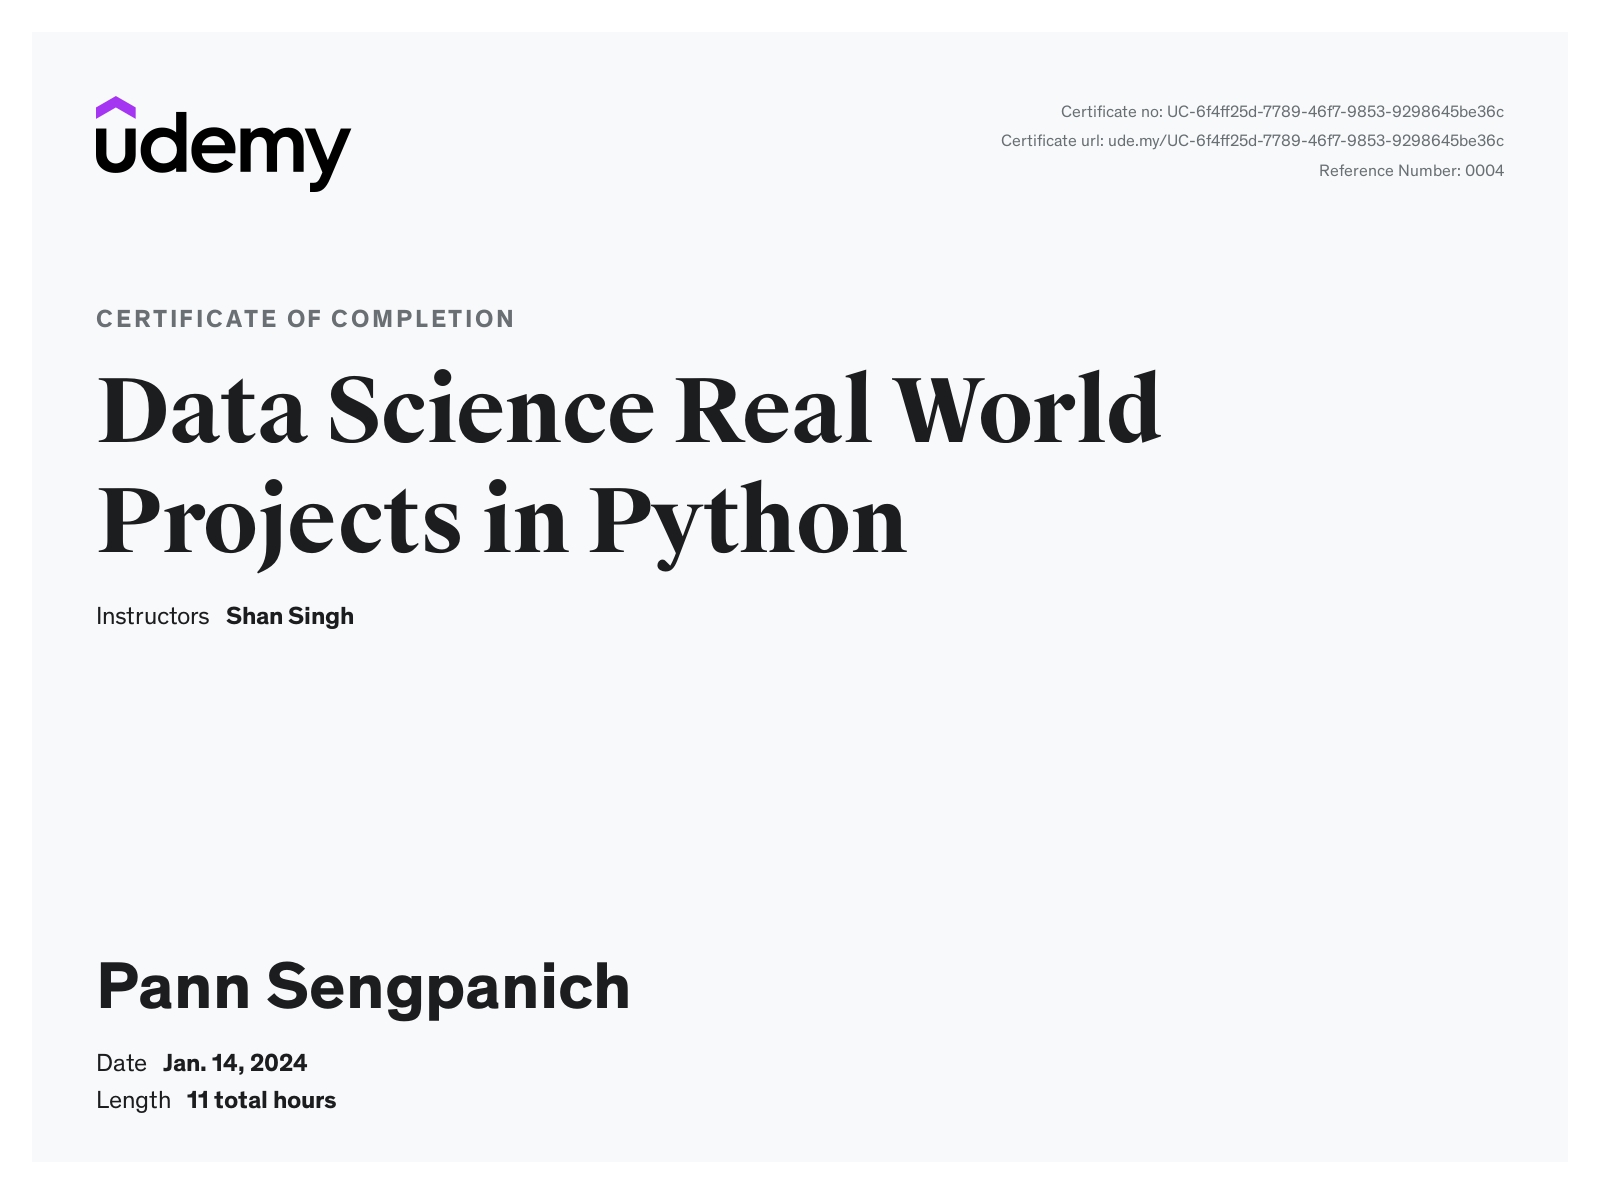 udemy
Certificate no: UC-6f4ff25d-7789-46f7-9853-9298645be36c
Certificate url: ude.my/UC-6f4ff25d-7789-46f7-9853-9298645be36c
Reference Number: 0004
CERTIFICATE OF COMPLETION
Data Science Real World
Projects in Python
Instructors Shan Singh
Pann Sengpanich
Date Jan. 14, 2024
Length 11 total hours